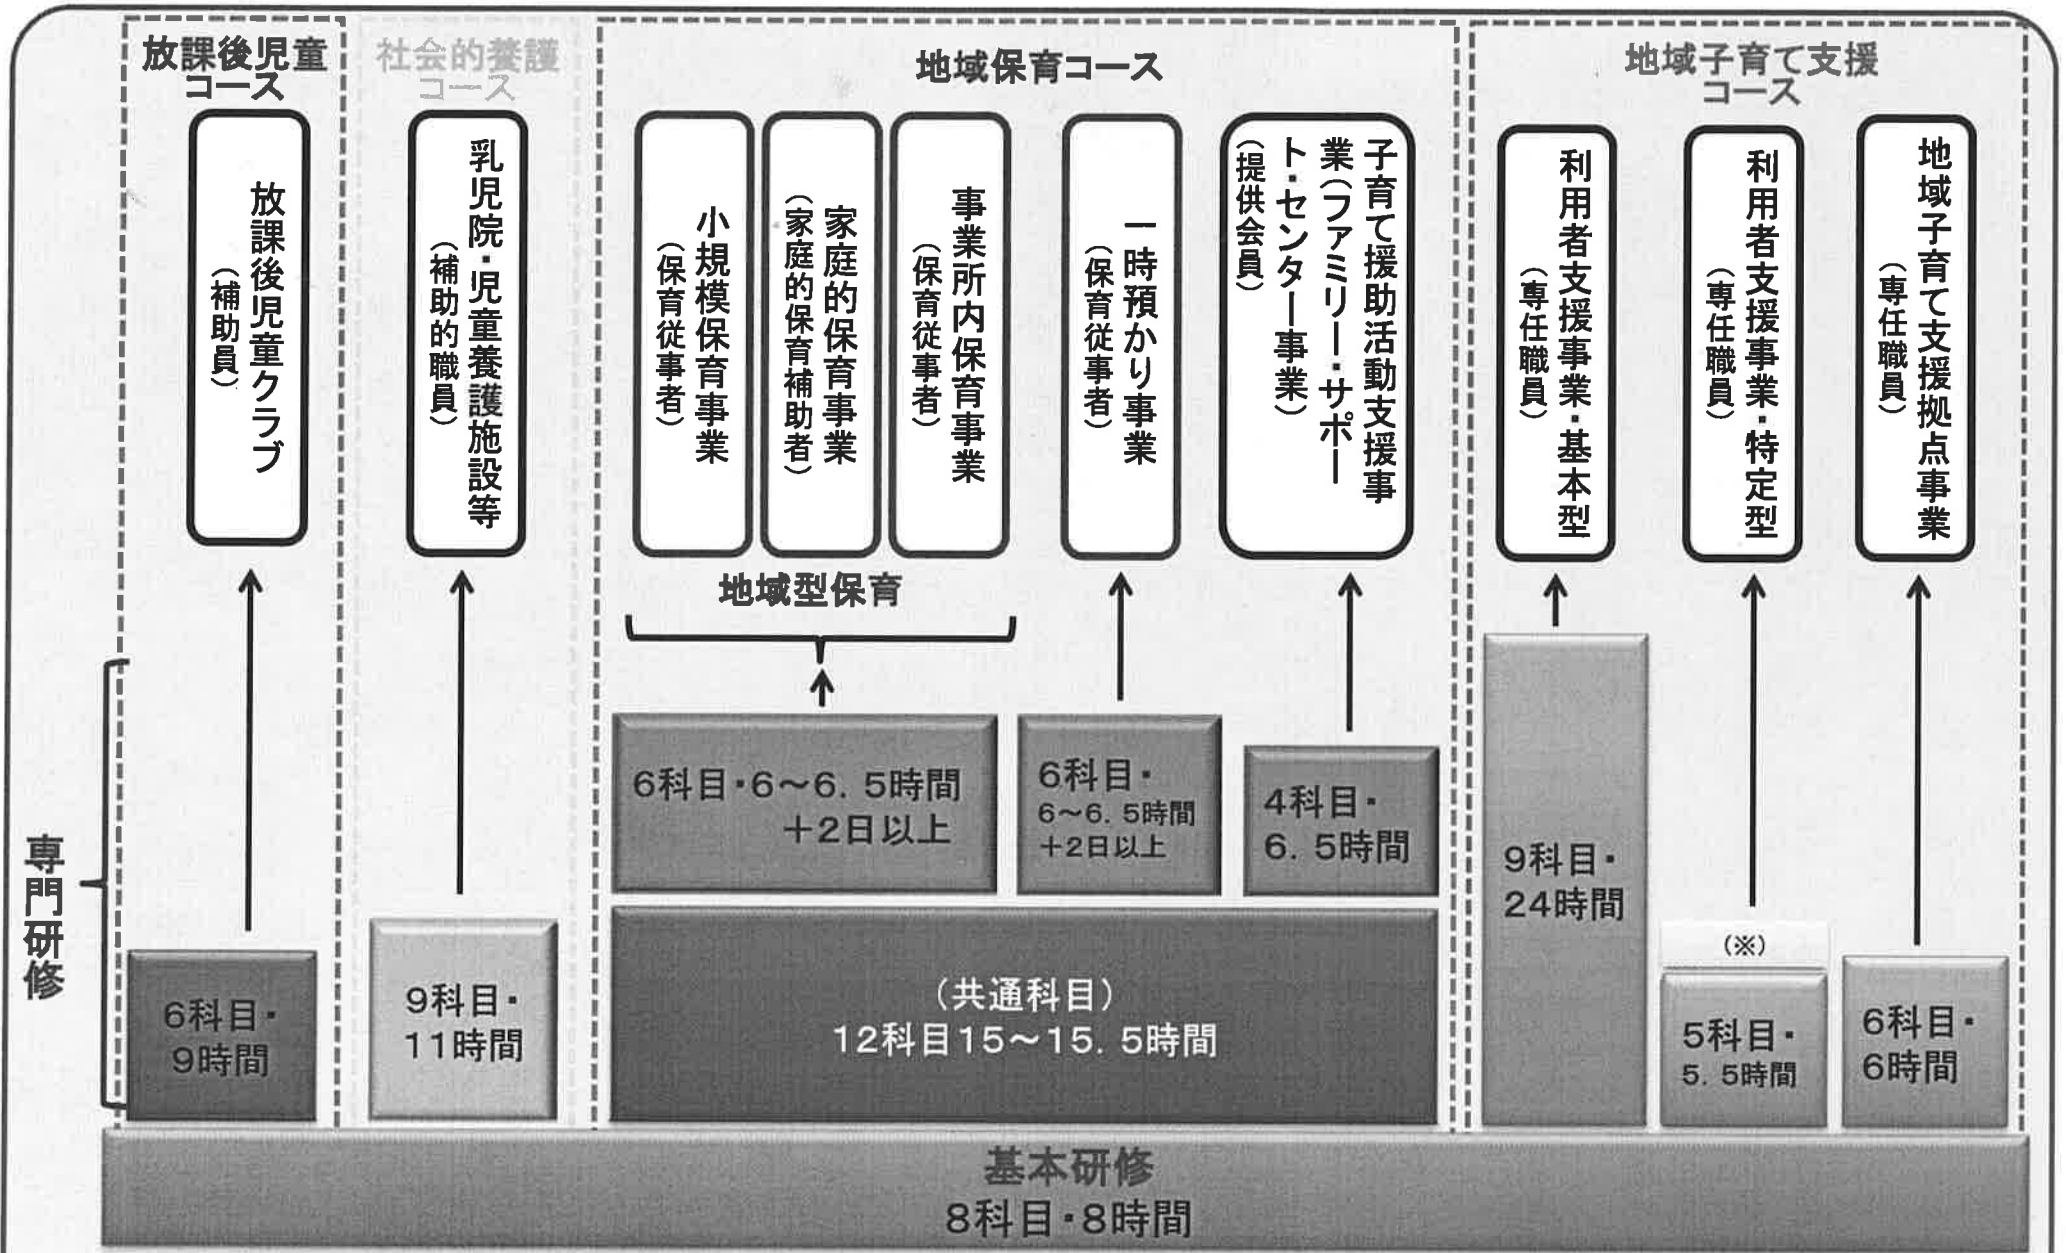 放課後児童
コース
社会的養護
コース
地域保育コース
地域子育て支援
コース
放課後児童クラブ
（補助員）
乳児院・児童養護施設等
（補助的職員）
小規模保育事業
（保育従事者）
家庭的保育事業
（家庭的保育補助者）
事業所内保育事業
（保育従事者）
一時預かり事業
（保育従事者）
子育て援助活動支援事
業（ファミリー・サポー
ト・センター事業）
（提供会員）
利用者支援事業・基本型
（専任職員）
利用者支援事業・特定型
（専任職員）
地域子育て支援拠点事業
（専任職員）
地域型保育
専門研修
6科目・
9時間
9科目・
11時間
6科目・6～6．5時間
＋2日以上
6科目・
6～6．5時間
＋2日以上
4科目・
6．5時間
（共通科目）
12科目15～15．5時間
9科目・
24時間
（※）
5科目・
5．5時間
6科目・
6時間
基本研修
8科目・8時間